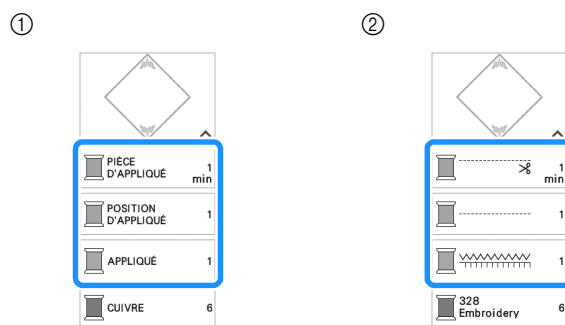 ①
PIÈCE
D'APPLIQUÉ
1
min
POSITION
D'APPLIQUÉ
1
APPLIQUÉ
1
CUIVRE
6
②
1
min
1
1
328
Embroidery
6